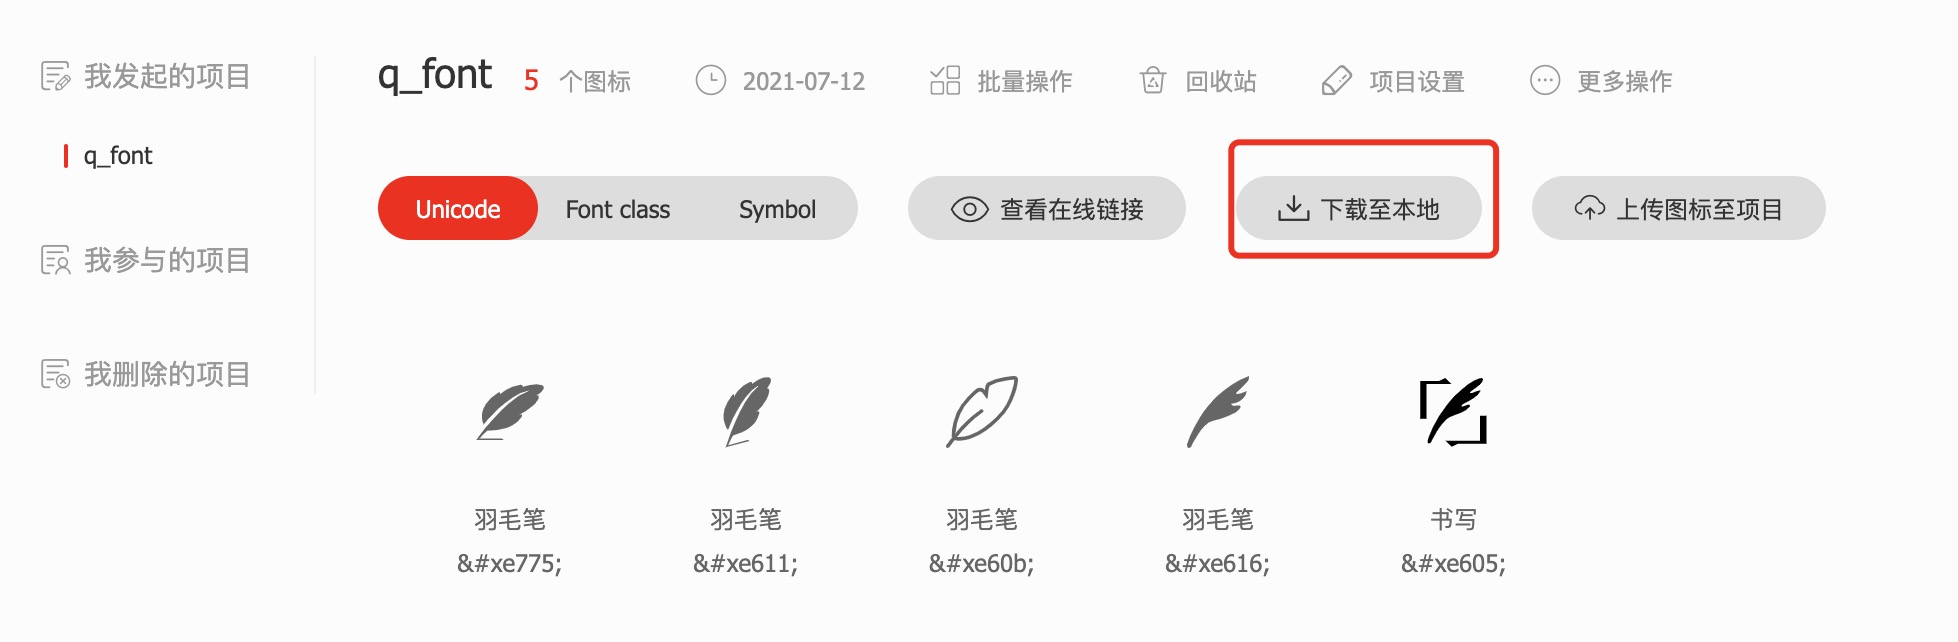 我发起的项目
q_font
我参与的项目
我删除的项目
q_font 5 个图标 2021-07-12 批量操作 回收站 项目设置 更多操作
Unicode Font class Symbol 查看在线链接 下载至本地 上传图标至项目
羽毛笔 羽毛笔 羽毛笔 羽毛笔 书写
&#xe775; &#xe611; &#xe60b; &#xe616; &#xe605;